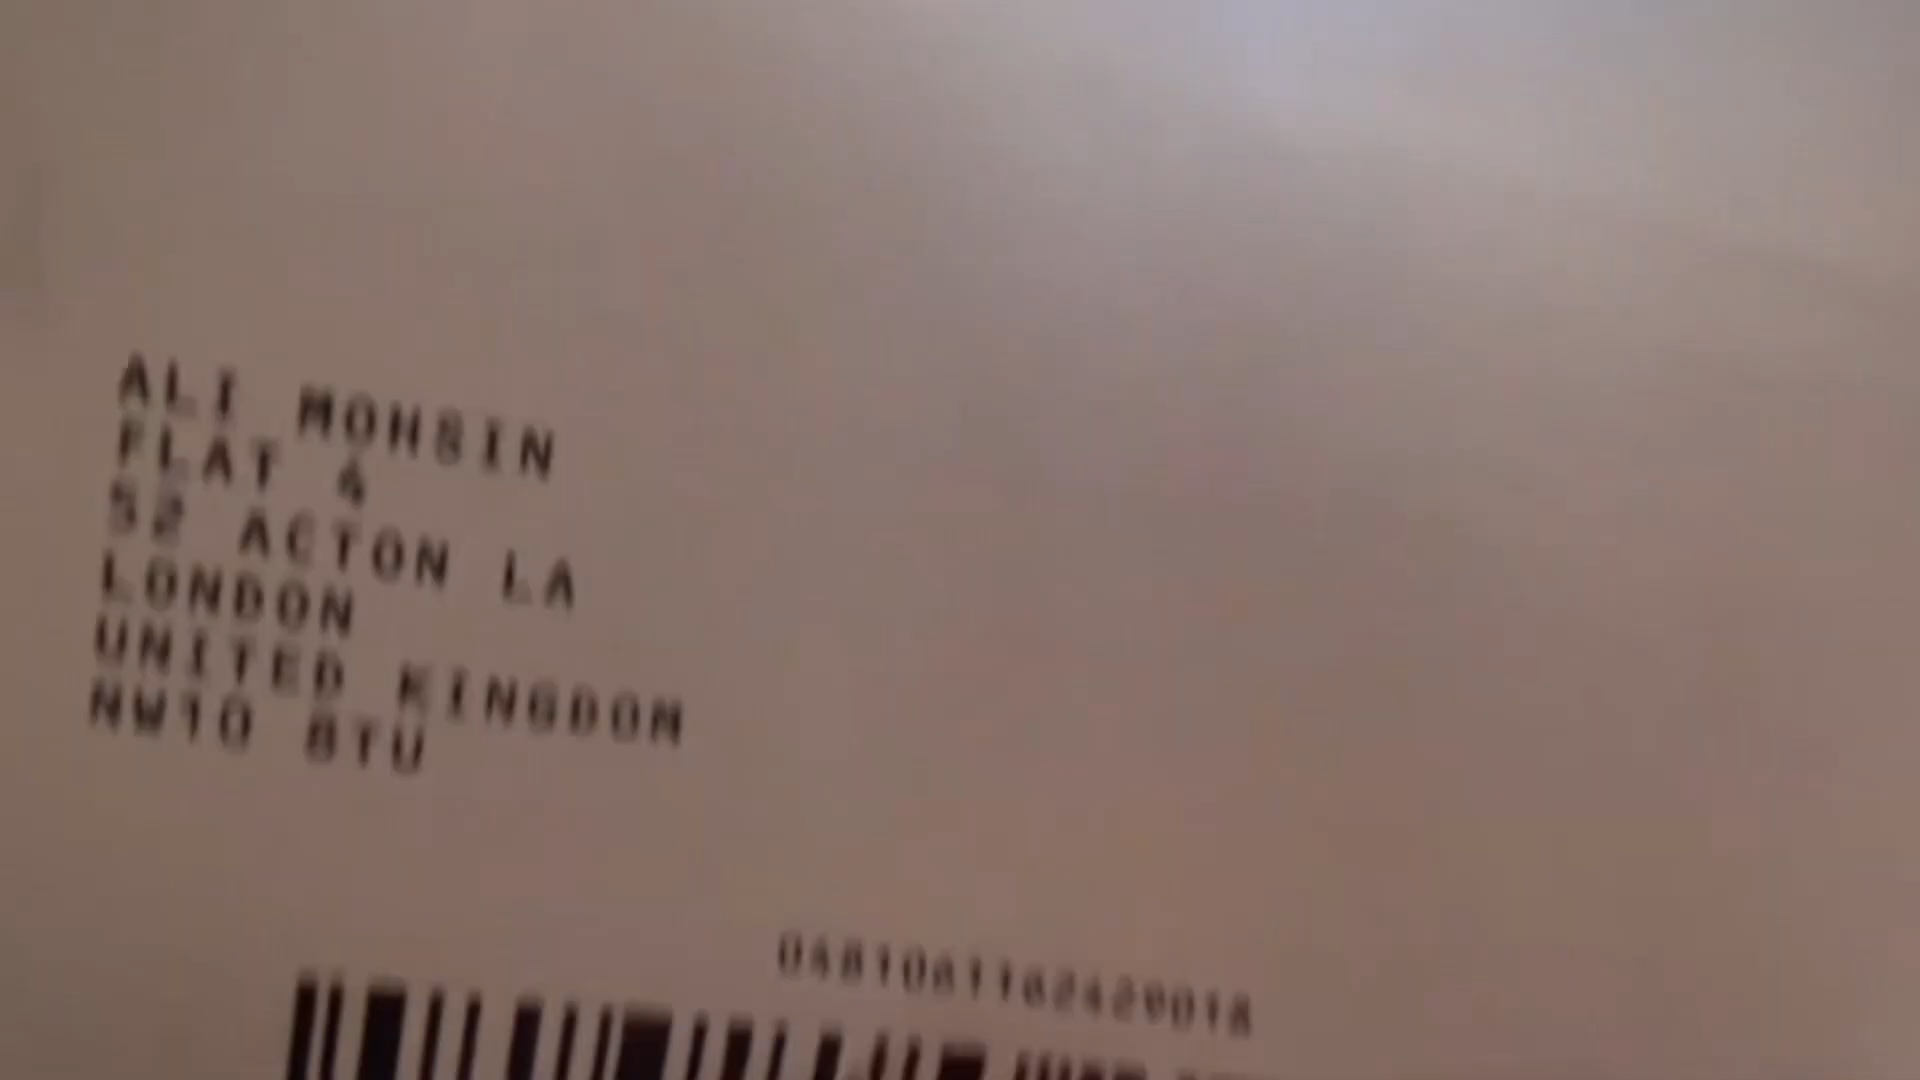 ALI MOHSIN
FLAT 4
52 ACTON LA
LONDON
UNITED KINGDOM
NW10 8TU